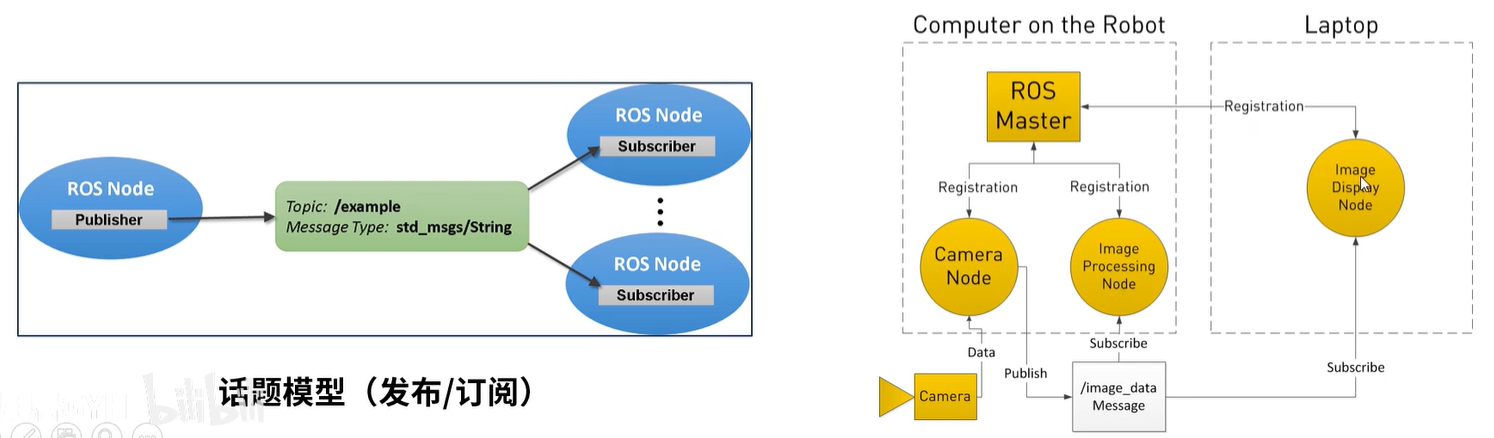 ROS Node
Publisher
Topic: /example
Message Type: std_msgs/String
ROS Node
Subscriber
ROS Node
Subscriber
话题模型（发布/订阅）
bilibili
Computer on the Robot
Laptop
ROS
Master
Registration
Registration
Registration
Camera
Node
Image
Processing
Node
Image
Display
Node
Data
Publish
Subscribe
Subscribe
Camera
/image_data
Message